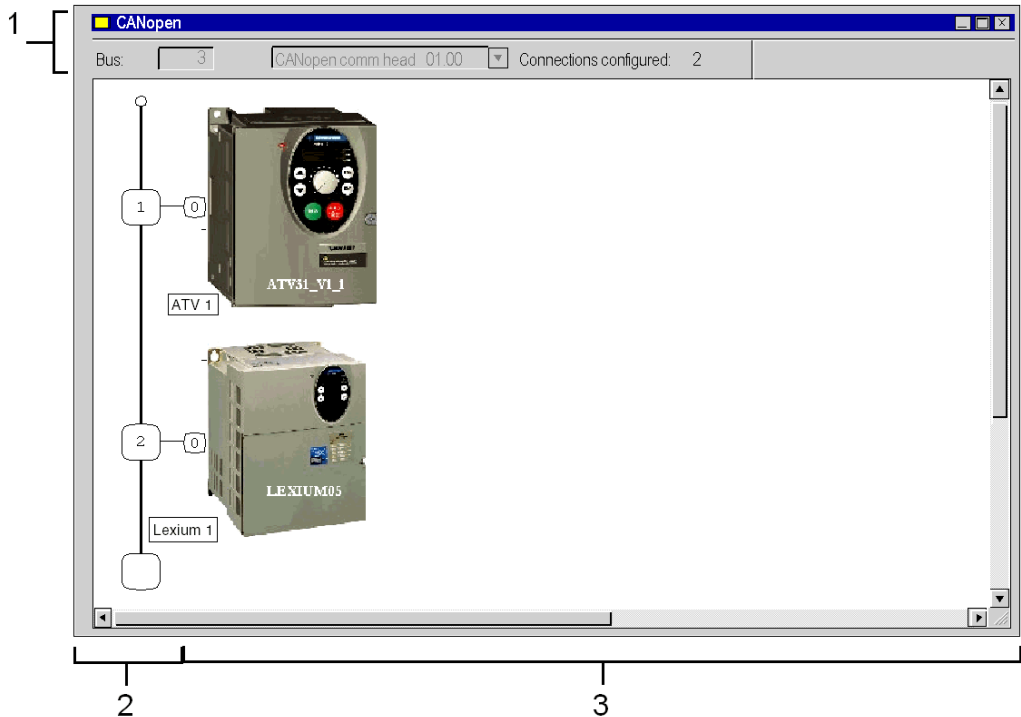 1
CANopen
Bus: 3 CANopen comm head 01.00 Connections configured: 2
1 0
ATV31_V1_1
ATV 1
2 0
LEXIUM05
Lexium 1
2 3